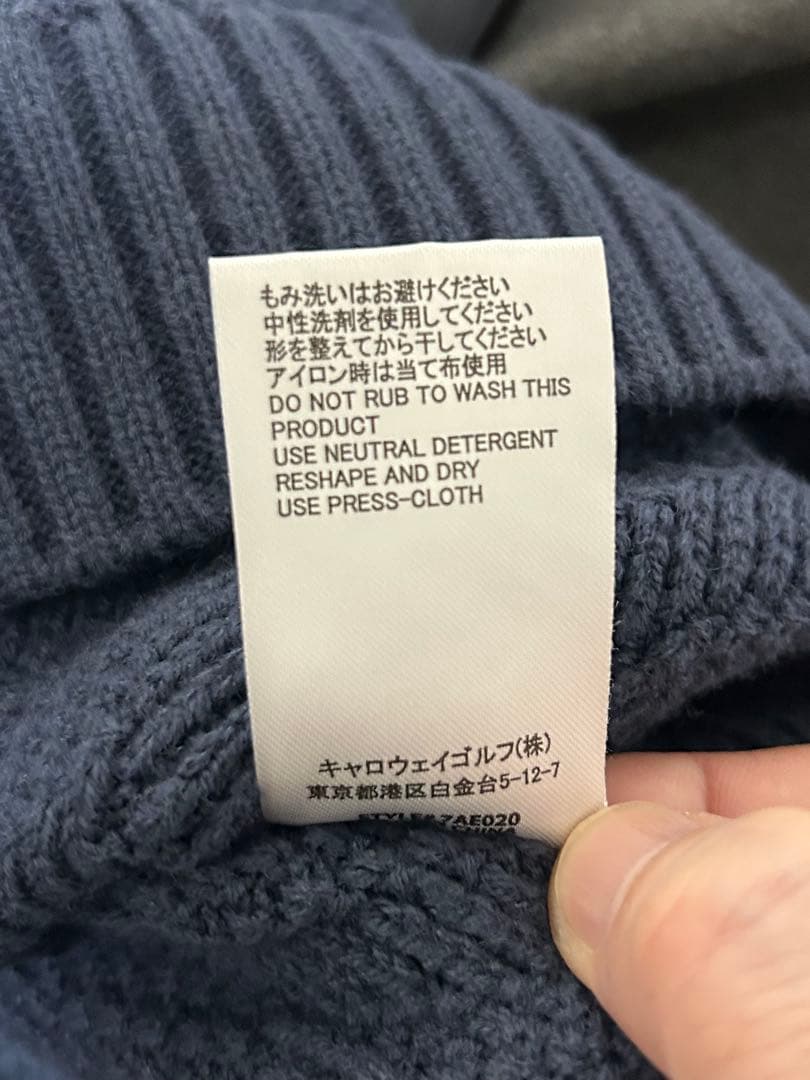 もみ洗いはお避けください
中性洗剤を使用してください
形を整えてから干してください
アイロン時は当て布使用
DO NOT RUB TO WASH THIS
PRODUCT
USE NEUTRAL DETERGENT
RESHAPE AND DRY
USE PRESS-CLOTH
キャロウェイゴルフ(株)
東京都港区白金台5-12-7
STYLE# 7AE020
CHINA